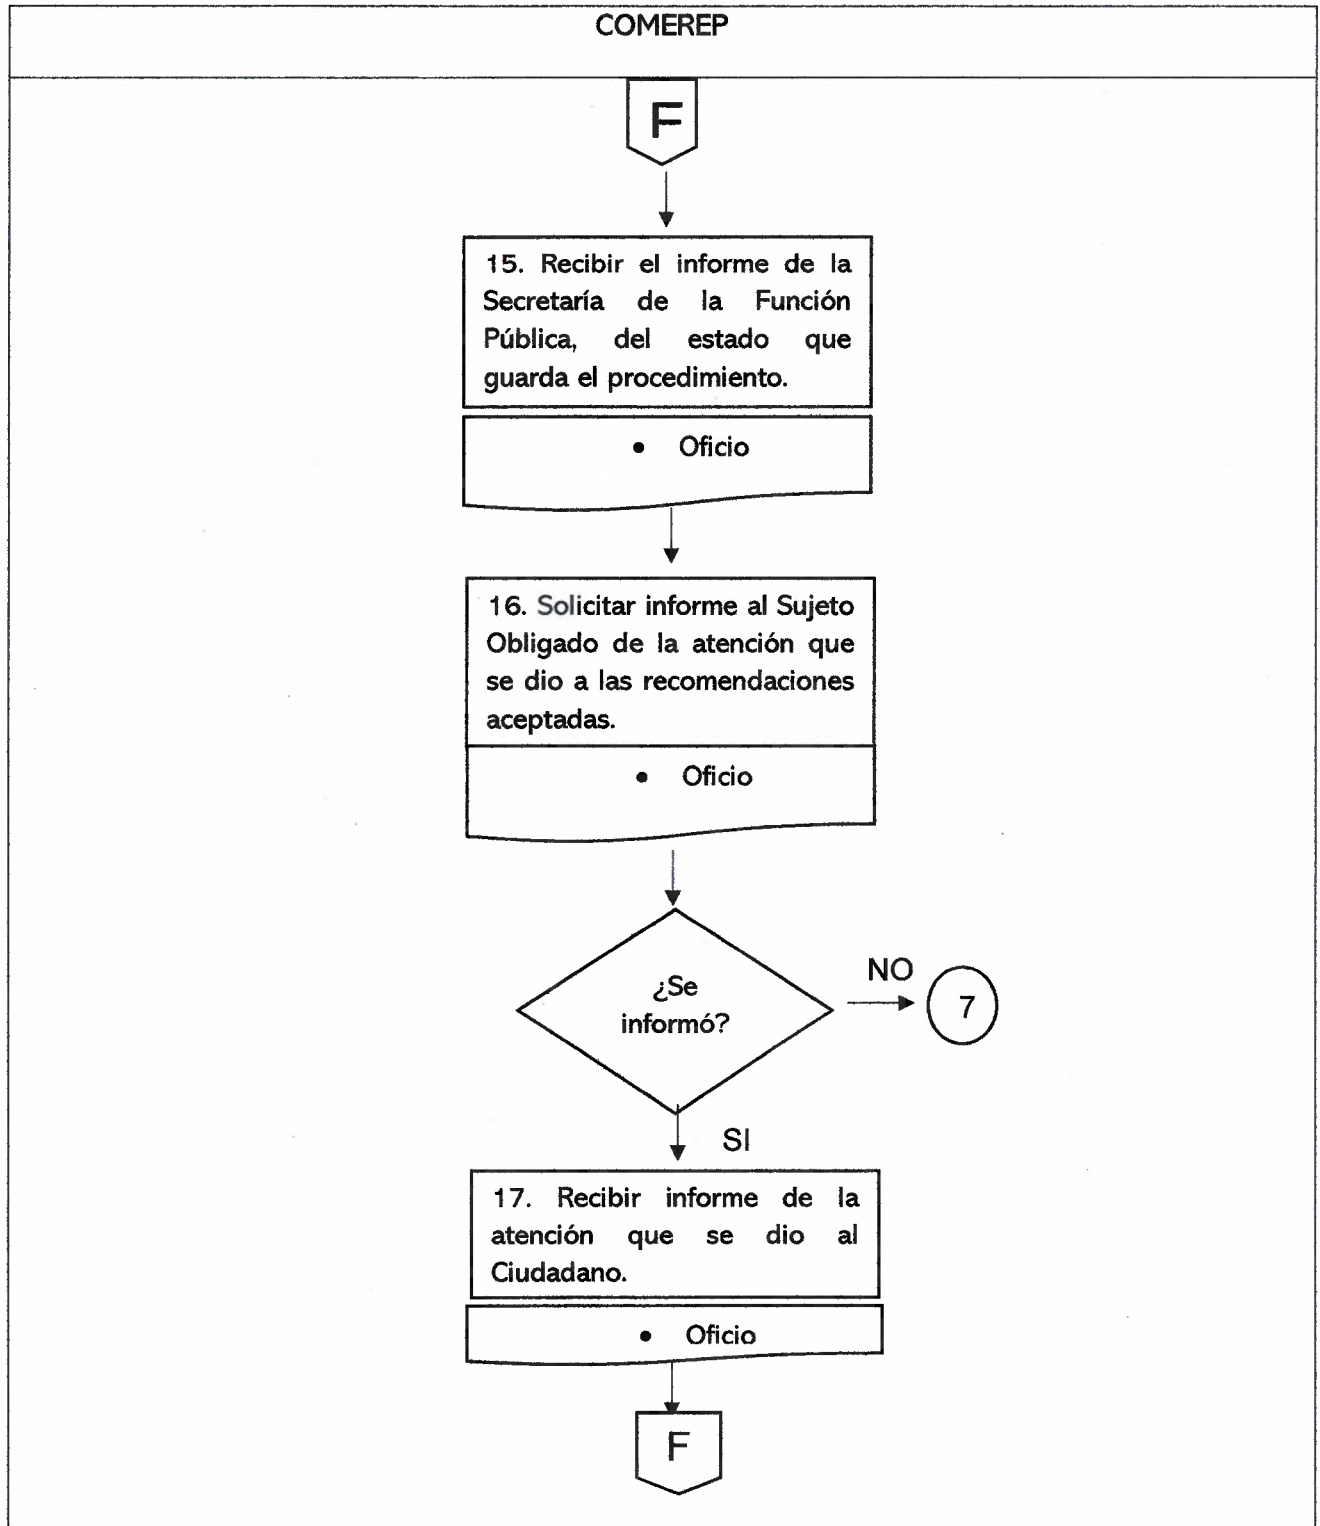 COMEREP
F
15. Recibir el informe de la
Secretaría de la Función
Pública, del estado que
guarda el procedimiento.
• Oficio
16. Solicitar informe al Sujeto
Obligado de la atención que
se dio a las recomendaciones
aceptadas.
• Oficio
¿Se
informó?
NO
7
SI
17. Recibir informe de la
atención que se dio al
Ciudadano.
• Oficio
F